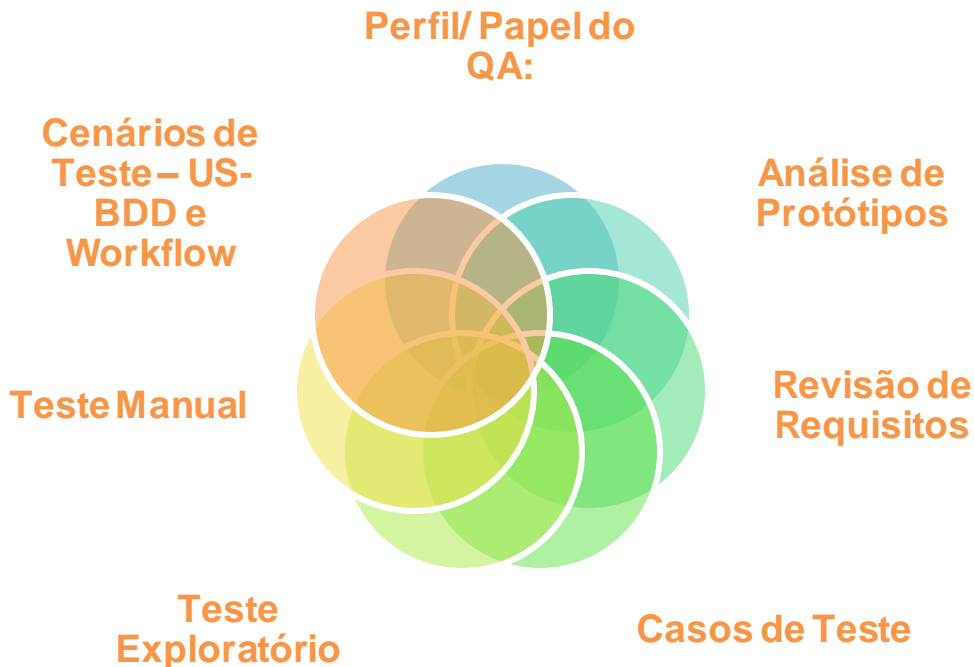 Perfil/ Papel do
QA:
Análise de
Protótipos
Revisão de
Requisitos
Casos de Teste
Teste
Exploratório
Teste Manual
Cenários de
Teste – US-
BDD e
Workflow